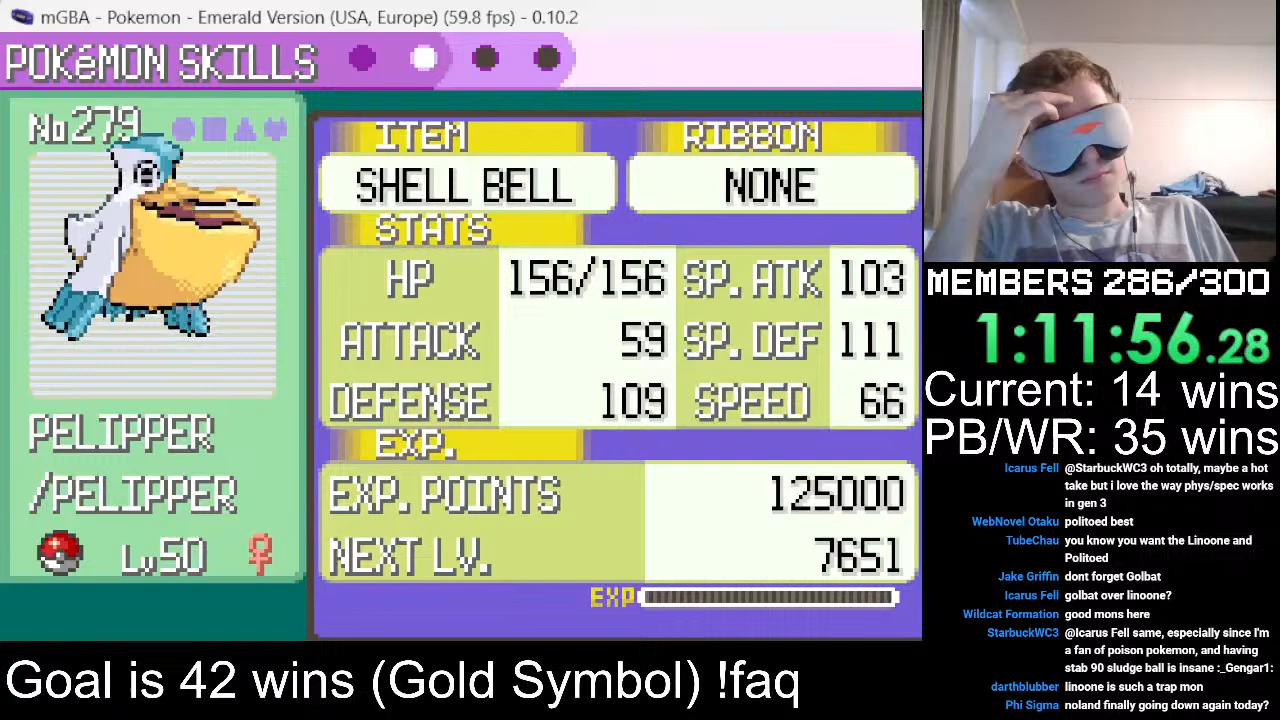 mGBA - Pokemon - Emerald Version (USA, Europe) (59.8 fps) - 0.10.2
POKéMON SKILLS
No279
ITEM
RIBBON
SHELL BELL
NONE
STATS
HP 156/156 SP. ATK 103
ATTACK 59 SP. DEF 111
DEFENSE 109 SPEED 66
EXP.
EXP. POINTS 125000
NEXT LV. 7651
EXP
PELIPPER
/PELIPPER
Lv50 ♀
MEMBERS 286/300
1:11:56.28
Current: 14 wins
PB/WR: 35 wins
Icarus Fell @StarbuckWC3 oh totally, maybe a hot
take but i love the way phys/spec works
in gen 3
WebNovel Otaku politoed best
TubeChau you know you want the Linoone and
Politoed
Jake Griffin dont forget Golbat
Icarus Fell golbat over linoone?
Wildcat Formation good mons here
StarbuckWC3 @Icarus Fell same, especially since I'm
a fan of poison pokemon, and having
stab 90 sludge ball is insane :_Gengar1:
darthblubber linoone is such a trap mon
Phi Sigma noland finally going down again today?
Goal is 42 wins (Gold Symbol) !faq